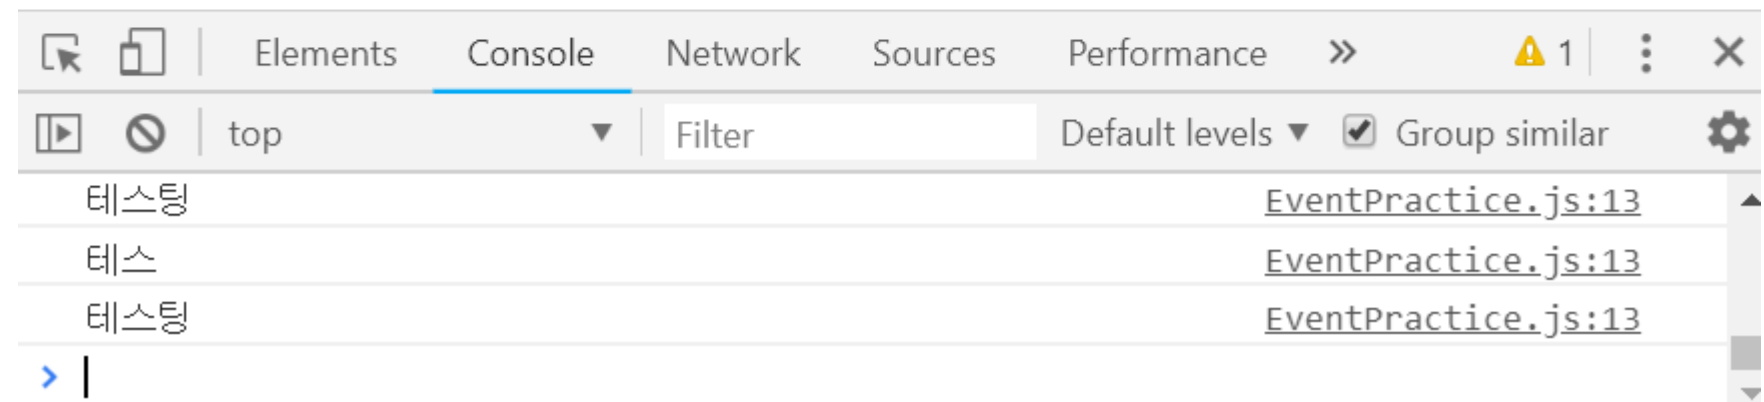 Elements Console Network Sources Performance » 1
top Filter Default levels Group similar
테스팅 EventPractice.js:13
테스 EventPractice.js:13
테스팅 EventPractice.js:13